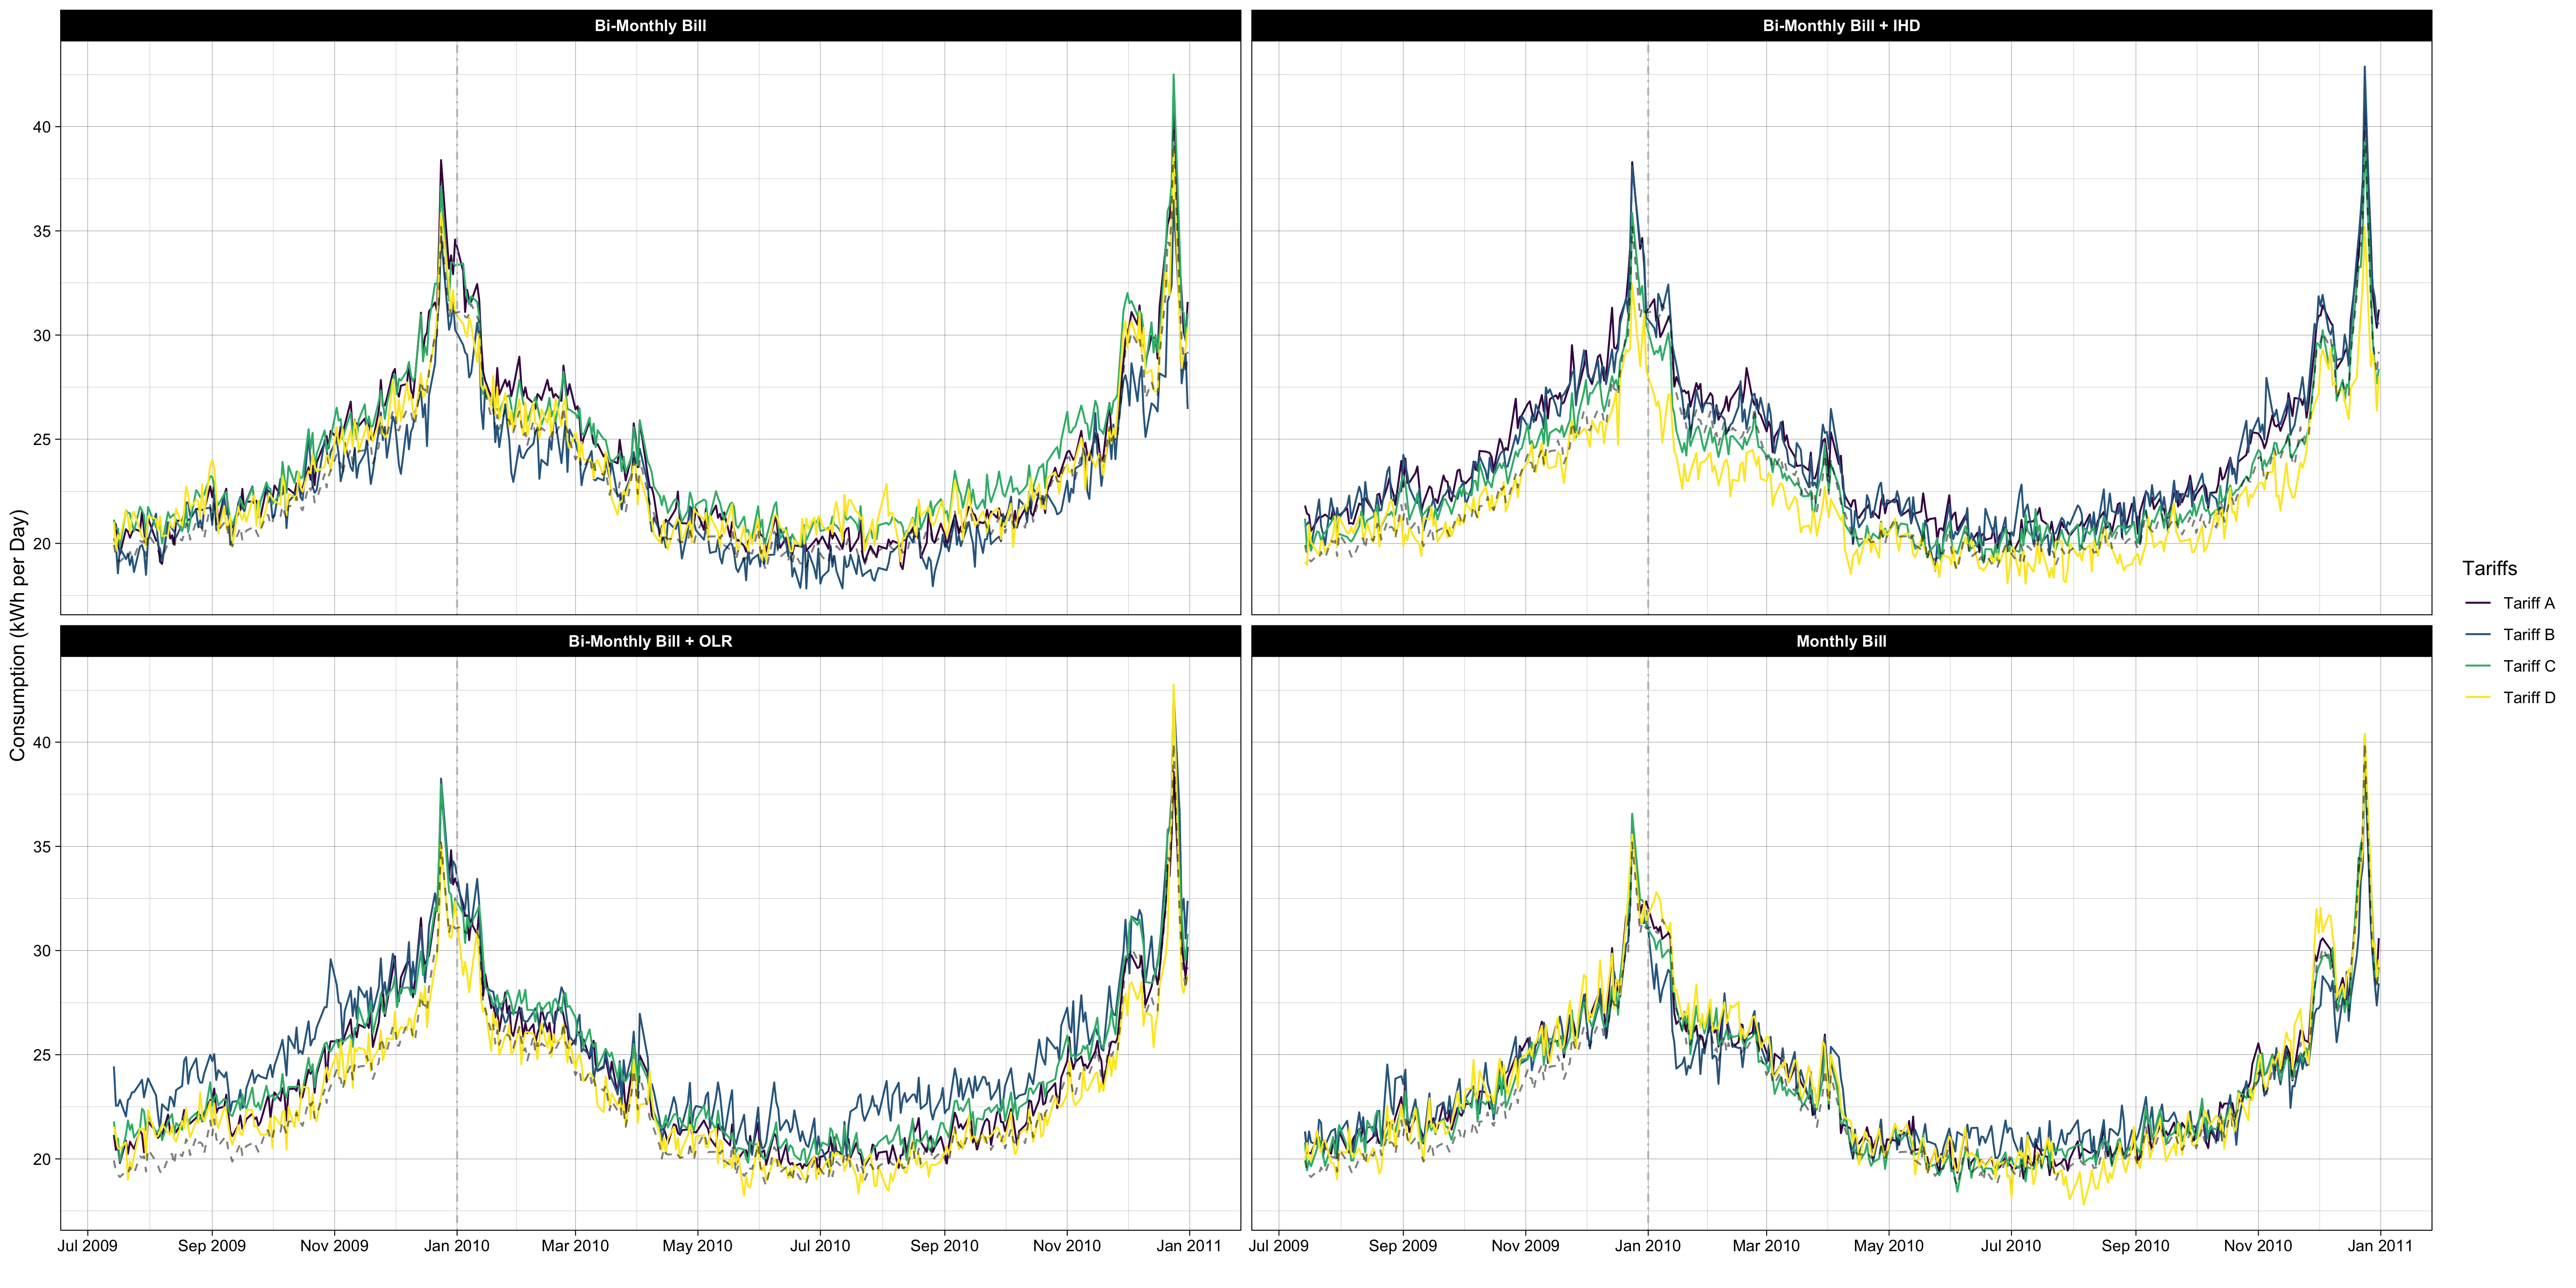 Bi-Monthly Bill
Bi-Monthly Bill + IHD
40
35
30
25
20
Consumption (kWh per Day)
Bi-Monthly Bill + OLR
Monthly Bill
40
35
30
25
20
Jul 2009 Sep 2009 Nov 2009 Jan 2010 Mar 2010 May 2010 Jul 2010 Sep 2010 Nov 2010 Jan 2011
Jul 2009 Sep 2009 Nov 2009 Jan 2010 Mar 2010 May 2010 Jul 2010 Sep 2010 Nov 2010 Jan 2011
Tariffs
Tariff A
Tariff B
Tariff C
Tariff D